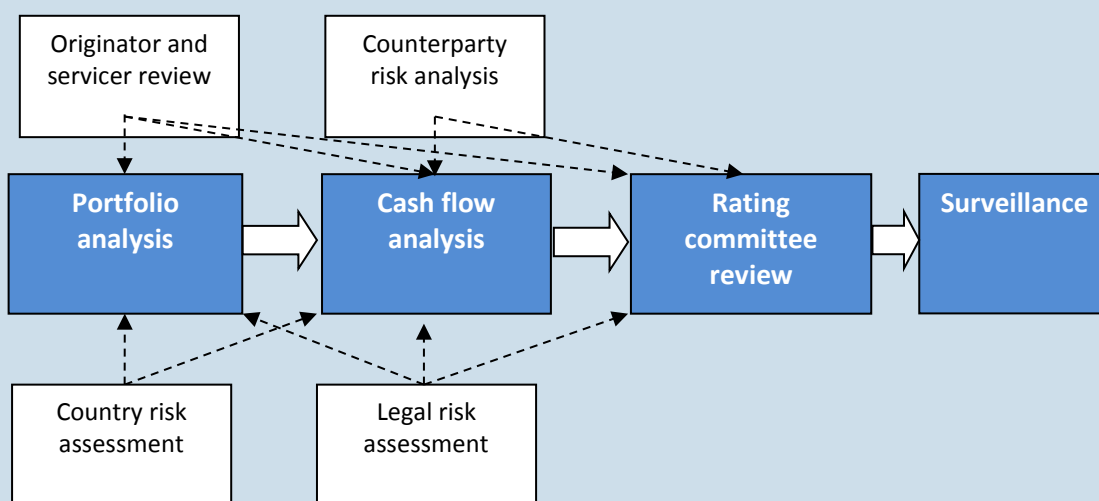 Originator and
servicer review
Counterparty
risk analysis
Portfolio
analysis
Cash flow
analysis
Rating
committee
review
Surveillance
Country risk
assessment
Legal risk
assessment